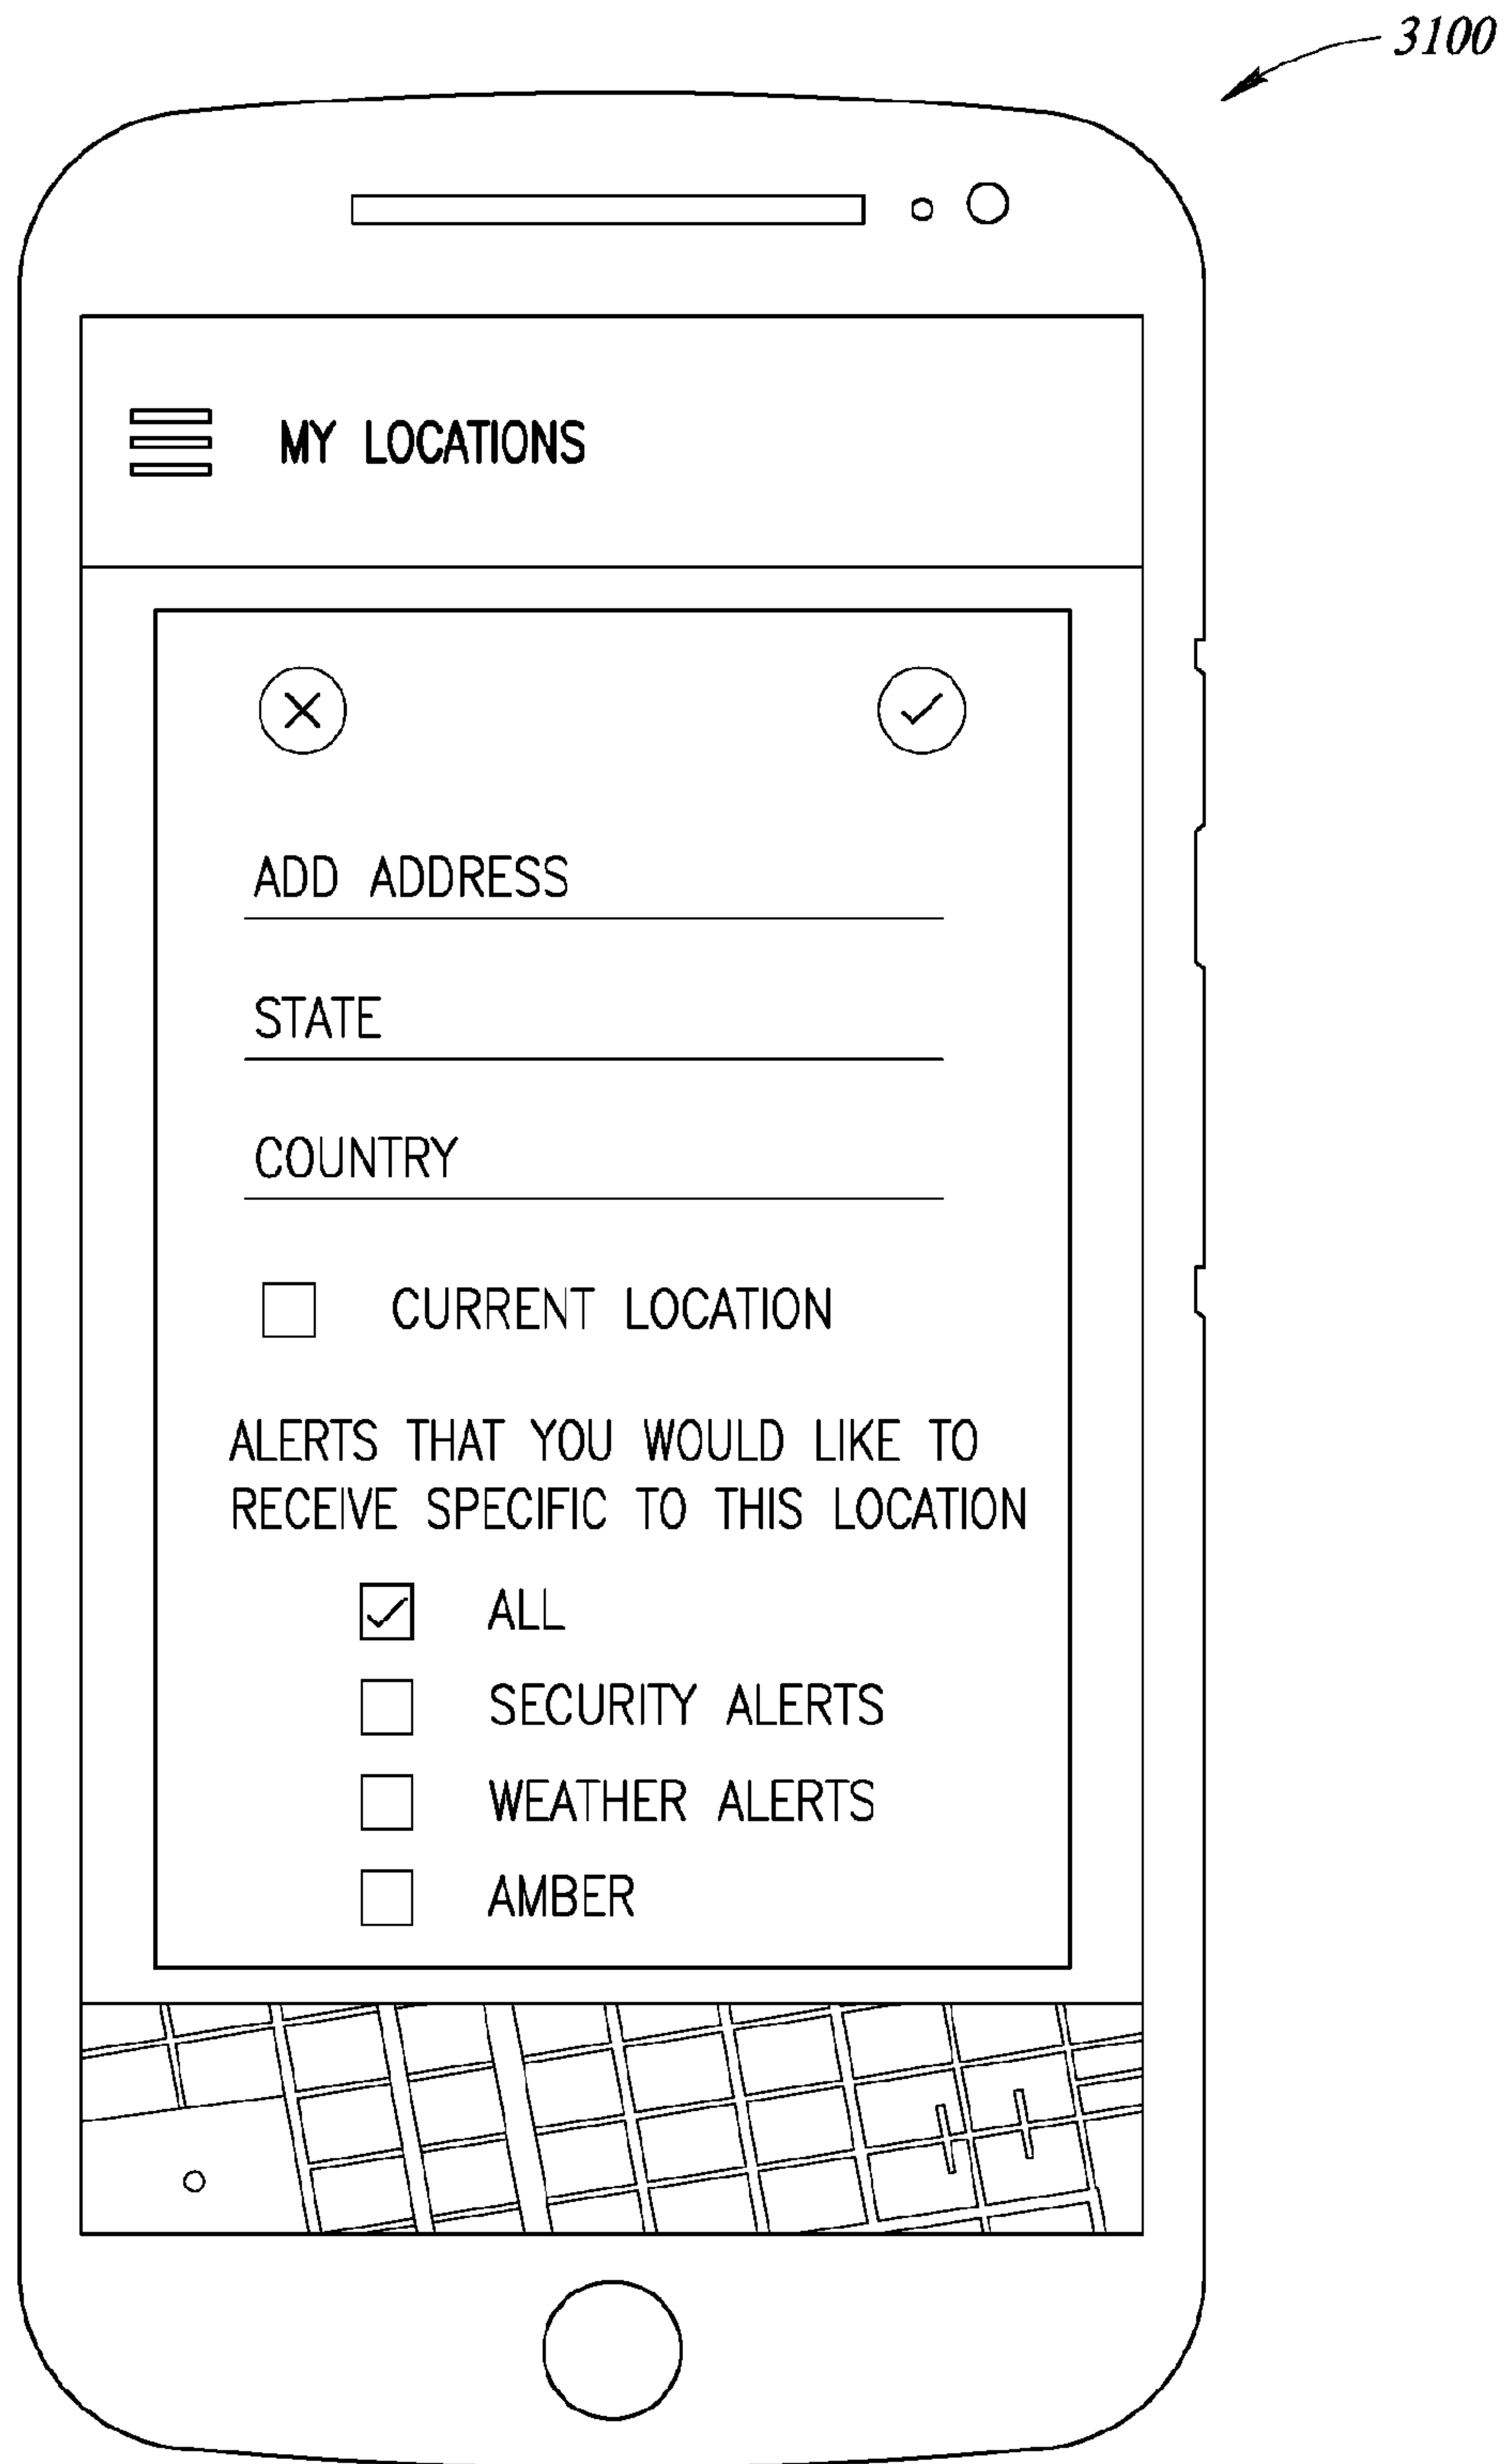 3100
MY LOCATIONS
ADD ADDRESS
STATE
COUNTRY
CURRENT LOCATION
ALERTS THAT YOU WOULD LIKE TO
RECEIVE SPECIFIC TO THIS LOCATION
ALL
SECURITY ALERTS
WEATHER ALERTS
AMBER